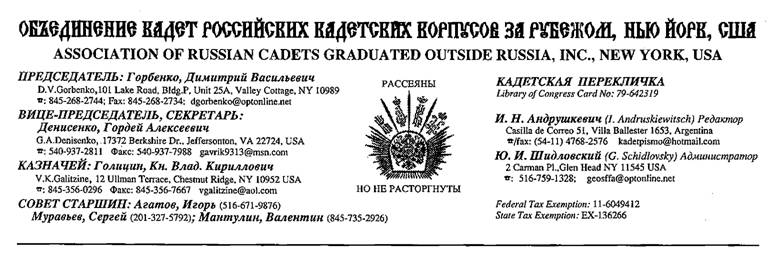 ОБЪЕДИНЕНИЕ КАДЕТ РОССИЙСКИХ КАДЕТСКИХ КОРПУСОВ ЗА РУБЕЖОМ, НЬЮ ЙОРК, США
ASSOCIATION OF RUSSIAN CADETS GRADUATED OUTSIDE RUSSIA, INC., NEW YORK, USA
ПРЕДСЕДАТЕЛЬ: Горбенко, Димитрий Васильевич
D.V.Gorbenko,101 Lake Road, Bldg.P, Unit 25A, Valley Cottage, NY 10989
☎: 845-268-2744; Fax: 845-268-2734; dgorbenko@optonline.net
ВИЦЕ-ПРЕДСЕДАТЕЛЬ, СЕКРЕТАРЬ:
Денисенко, Гордей Алексеевич
G.A.Denisenko, 17372 Berkshire Dr., Jeffersonton, VA 22724, USA
☎: 540-937-2811 Факс: 540-937-7988 gavrik9313@msn.com
КАЗНАЧЕЙ: Голицин, Кн. Влад. Кириллович
V.K.Galitzine, 12 Ullman Terrace, Chestnut Ridge, NY 10952 USA
☎: 845-356-0296 Факс: 845-356-7667 vgalitzine@aol.com
СОВЕТ СТАРШИН: Агатов, Игорь (516-671-9876)
Муравьев, Сергей (201-327-5792); Мантулин, Валентин (845-735-2926)
РАССЕЯНЫ
НО НЕ РАСТОРГНУТЫ
КАДЕТСКАЯ ПЕРЕКЛИЧКА
Library of Congress Card No: 79-642319
И. Н. Андрушкевич (I. Andruskiewitsch) Редактор
Casilla de Correo 51, Villa Ballester 1653, Argentina
☎/fax: (54-11) 4768-2576 kadetpismo@hotmail.com
Ю. И. Шидловский (G. Schidlovsky) Администратор
2 Carman Pl.,Glen Head NY 11545 USA
☎: 516-759-1328; geosffa@optonline.net
Federal Tax Exemption: 11-6049412
State Tax Exemption: EX-136266